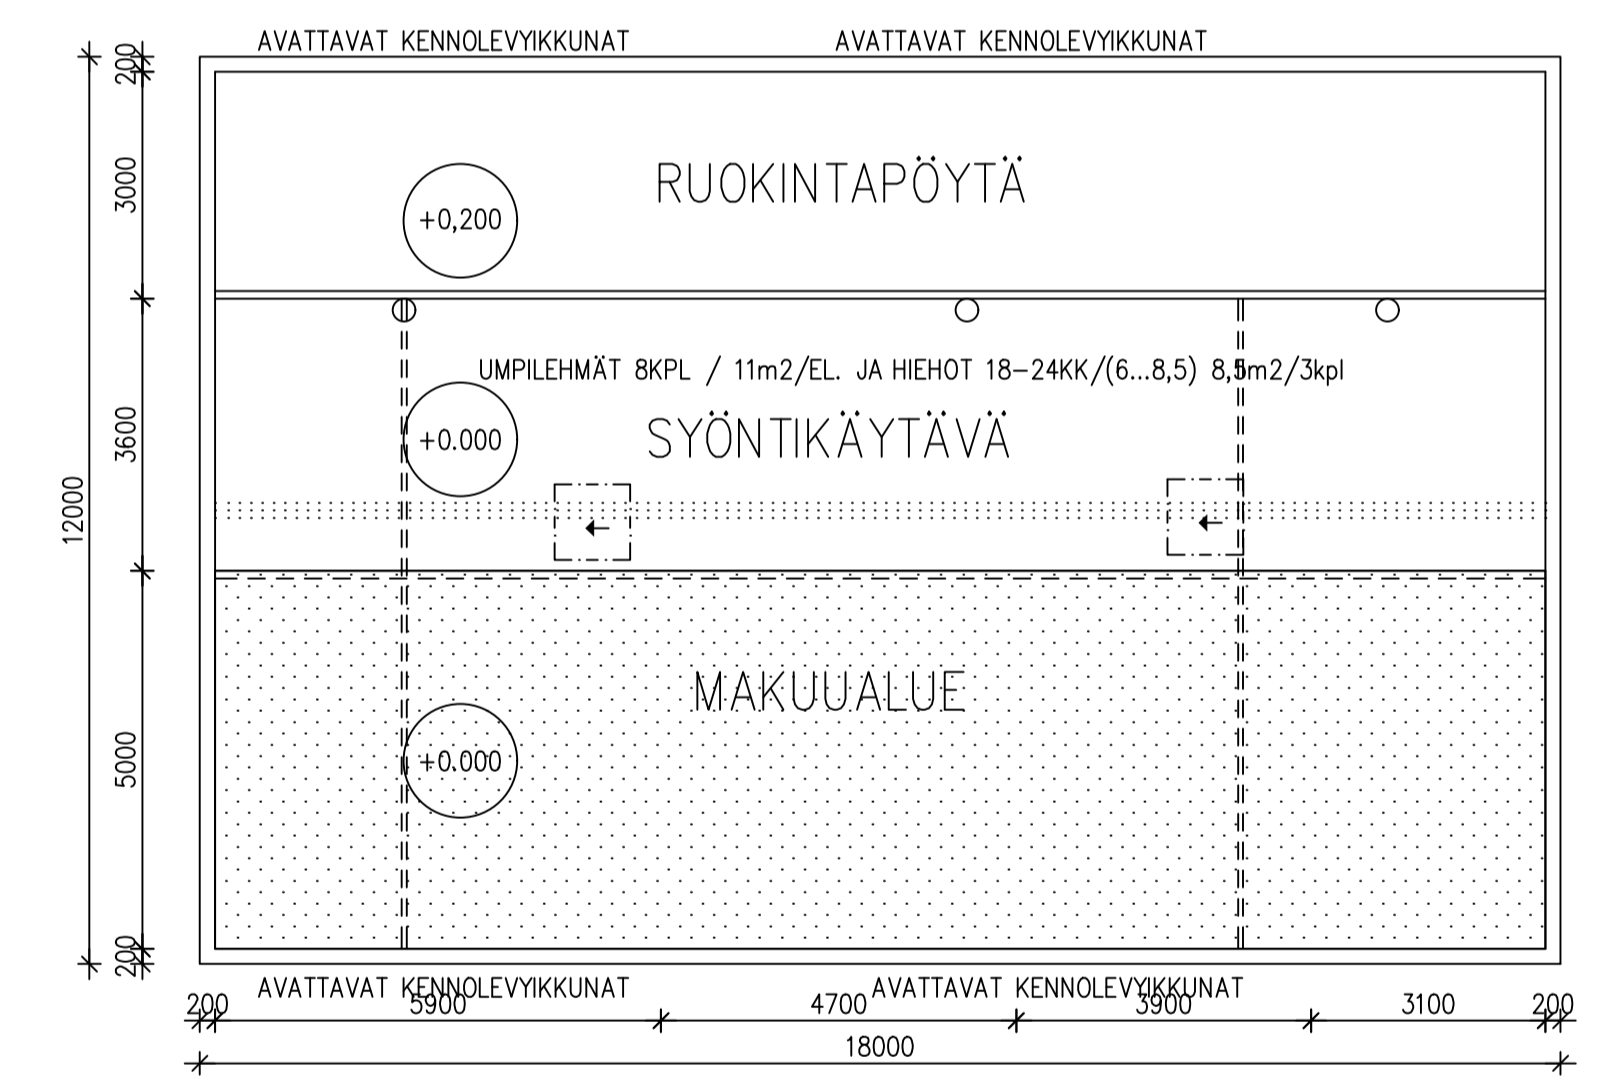 AVATTAVAT KENNOLEVYIKKUNAT
AVATTAVAT KENNOLEVYIKKUNAT
200
3000
RUOKINTAPÖYTÄ
+0,200
UMPILEHMÄT 8KPL / 11m2/EL. JA HIEHOT 18-24KK/(6...8,5) 8,5m2/3kpl
3600
+0.000
SYÖNTIKÄYTÄVÄ
12000
MAKUUALUE
5000
+0.000
200
AVATTAVAT KENNOLEVYIKKUNAT
AVATTAVAT KENNOLEVYIKKUNAT
200
5900
4700
3900
3100
200
18000